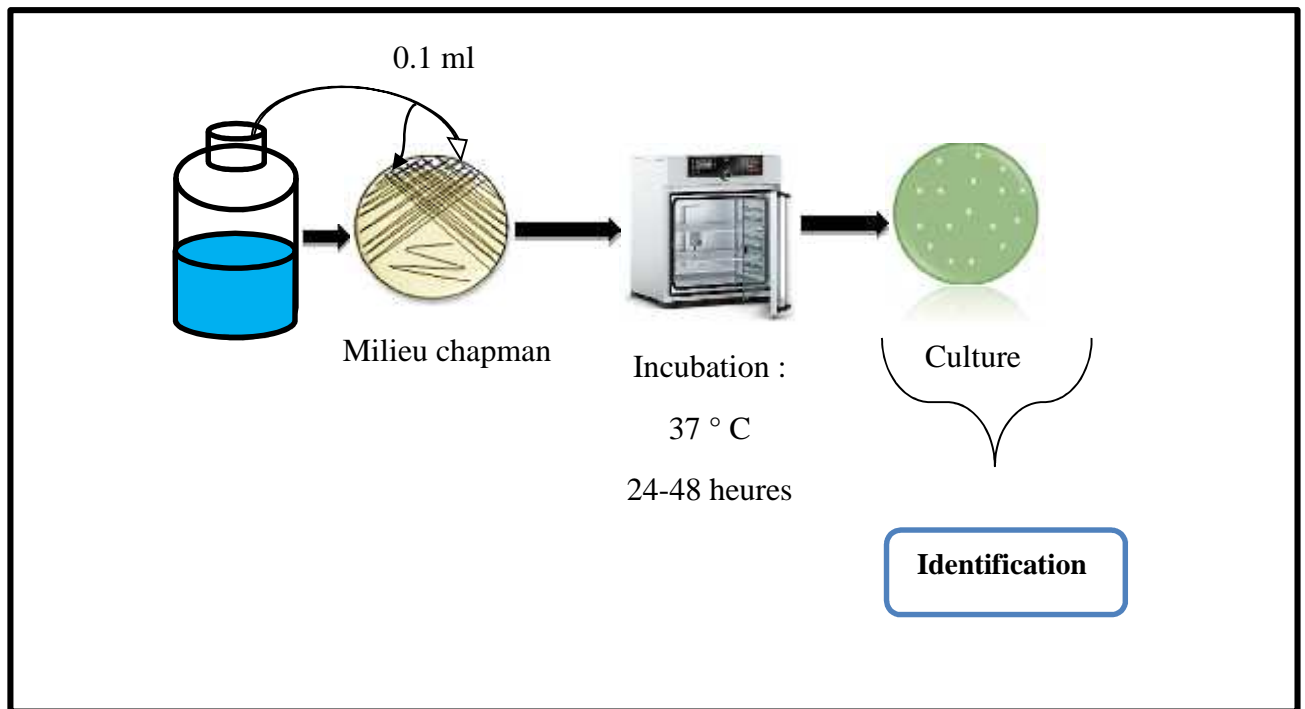 0.1 ml
Milieu chapman
Incubation :
37 ° C
24-48 heures
Culture
Identification